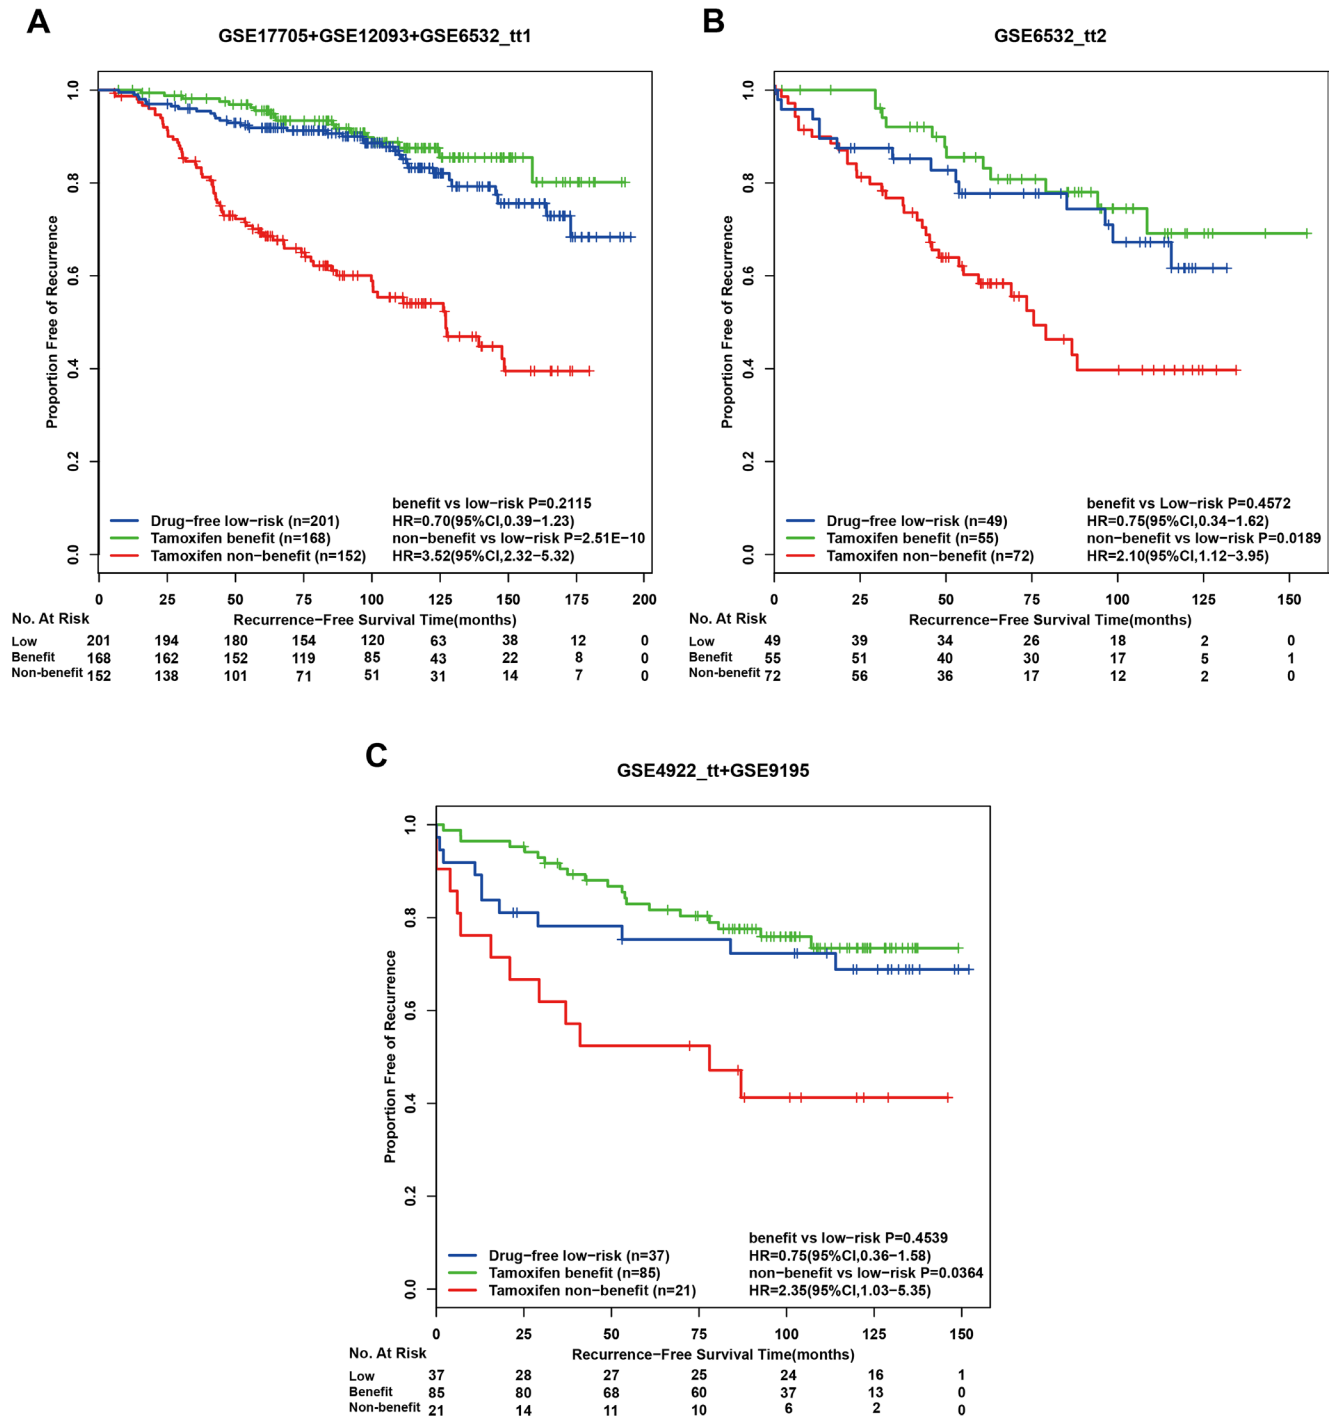 A
GSE17705+GSE12093+GSE6532_tt1
Proportion Free of Recurrence
1.0
0.8
0.6
0.4
0.2
0.0
Drug−free low−risk (n=201)
Tamoxifen benefit (n=168)
Tamoxifen non−benefit (n=152)
benefit vs low−risk P=0.2115
HR=0.70(95%CI,0.39−1.23)
non−benefit vs low−risk P=2.51E−10
HR=3.52(95%CI,2.32−5.32)
0 25 50 75 100 125 150 175 200
No. At Risk
Recurrence−Free Survival Time(months)
Low 201 194 180 154 120 63 38 12 0
Benefit 168 162 152 119 85 43 22 8 0
Non-benefit 152 138 101 71 51 31 14 7 0
B
GSE6532_tt2
Proportion Free of Recurrence
1.0
0.8
0.6
0.4
0.2
0.0
Drug−free low−risk (n=49)
Tamoxifen benefit (n=55)
Tamoxifen non−benefit (n=72)
benefit vs Low−risk P=0.4572
HR=0.75(95%CI,0.34−1.62)
non−benefit vs low−risk P=0.0189
HR=2.10(95%CI,1.12−3.95)
0 25 50 75 100 125 150
No. At Risk
Recurrence−Free Survival Time(months)
Low 49 39 34 26 18 2 0
Benefit 55 51 40 30 17 5 1
Non-benefit 72 56 36 17 12 2 0
C
GSE4922_tt+GSE9195
Proportion Free of Recurrence
1.0
0.8
0.6
0.4
0.2
0.0
Drug−free low−risk (n=37)
Tamoxifen benefit (n=85)
Tamoxifen non−benefit (n=21)
benefit vs low−risk P=0.4539
HR=0.75(95%CI,0.36−1.58)
non−benefit vs low−risk P=0.0364
HR=2.35(95%CI,1.03−5.35)
0 25 50 75 100 125 150
No. At Risk
Recurrence−Free Survival Time(months)
Low 37 28 27 25 24 16 1
Benefit 85 80 68 60 37 13 0
Non-benefit 21 14 11 10 6 2 0